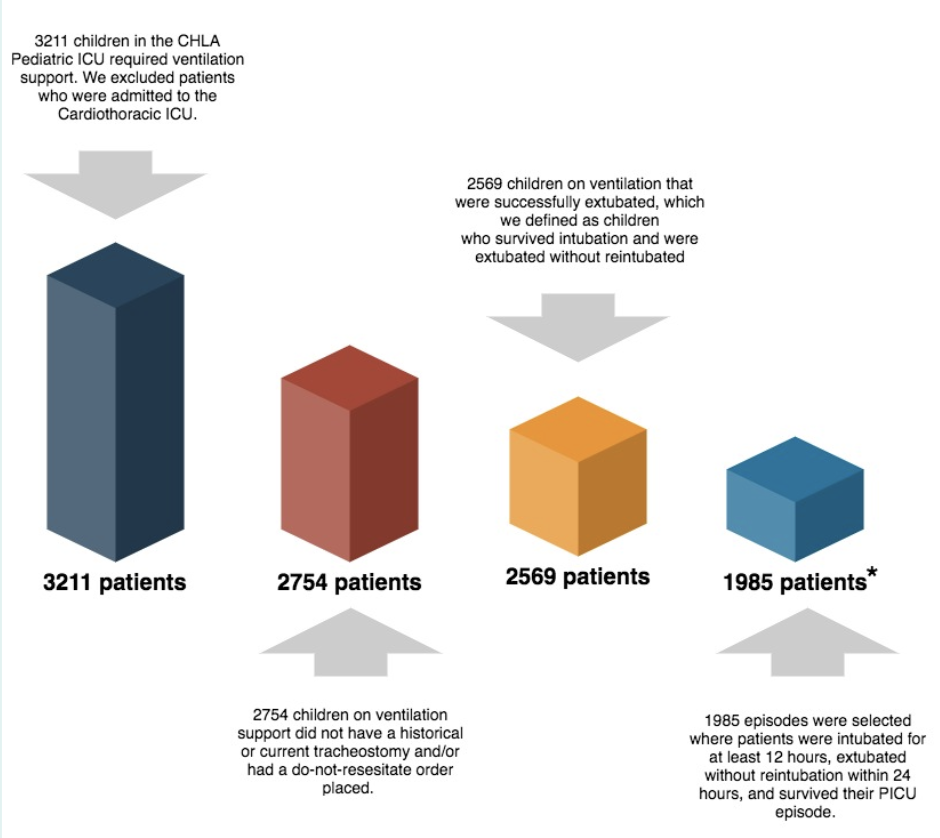 3211 children in the CHLA
Pediatric ICU required ventilation
support. We excluded patients
who were admitted to the
Cardiothoracic ICU.
2569 children on ventilation that
were successfully extubated, which
we defined as children
who survived intubation and were
extubated without reintubated
3211 patients
2754 patients
2569 patients
1985 patients*
2754 children on ventilation
support did not have a historical
or current tracheostomy and/or
had a do-not-resesitate order
placed.
1985 episodes were selected
where patients were intubated for
at least 12 hours, extubated
without reintubation within 24
hours, and survived their PICU
episode.